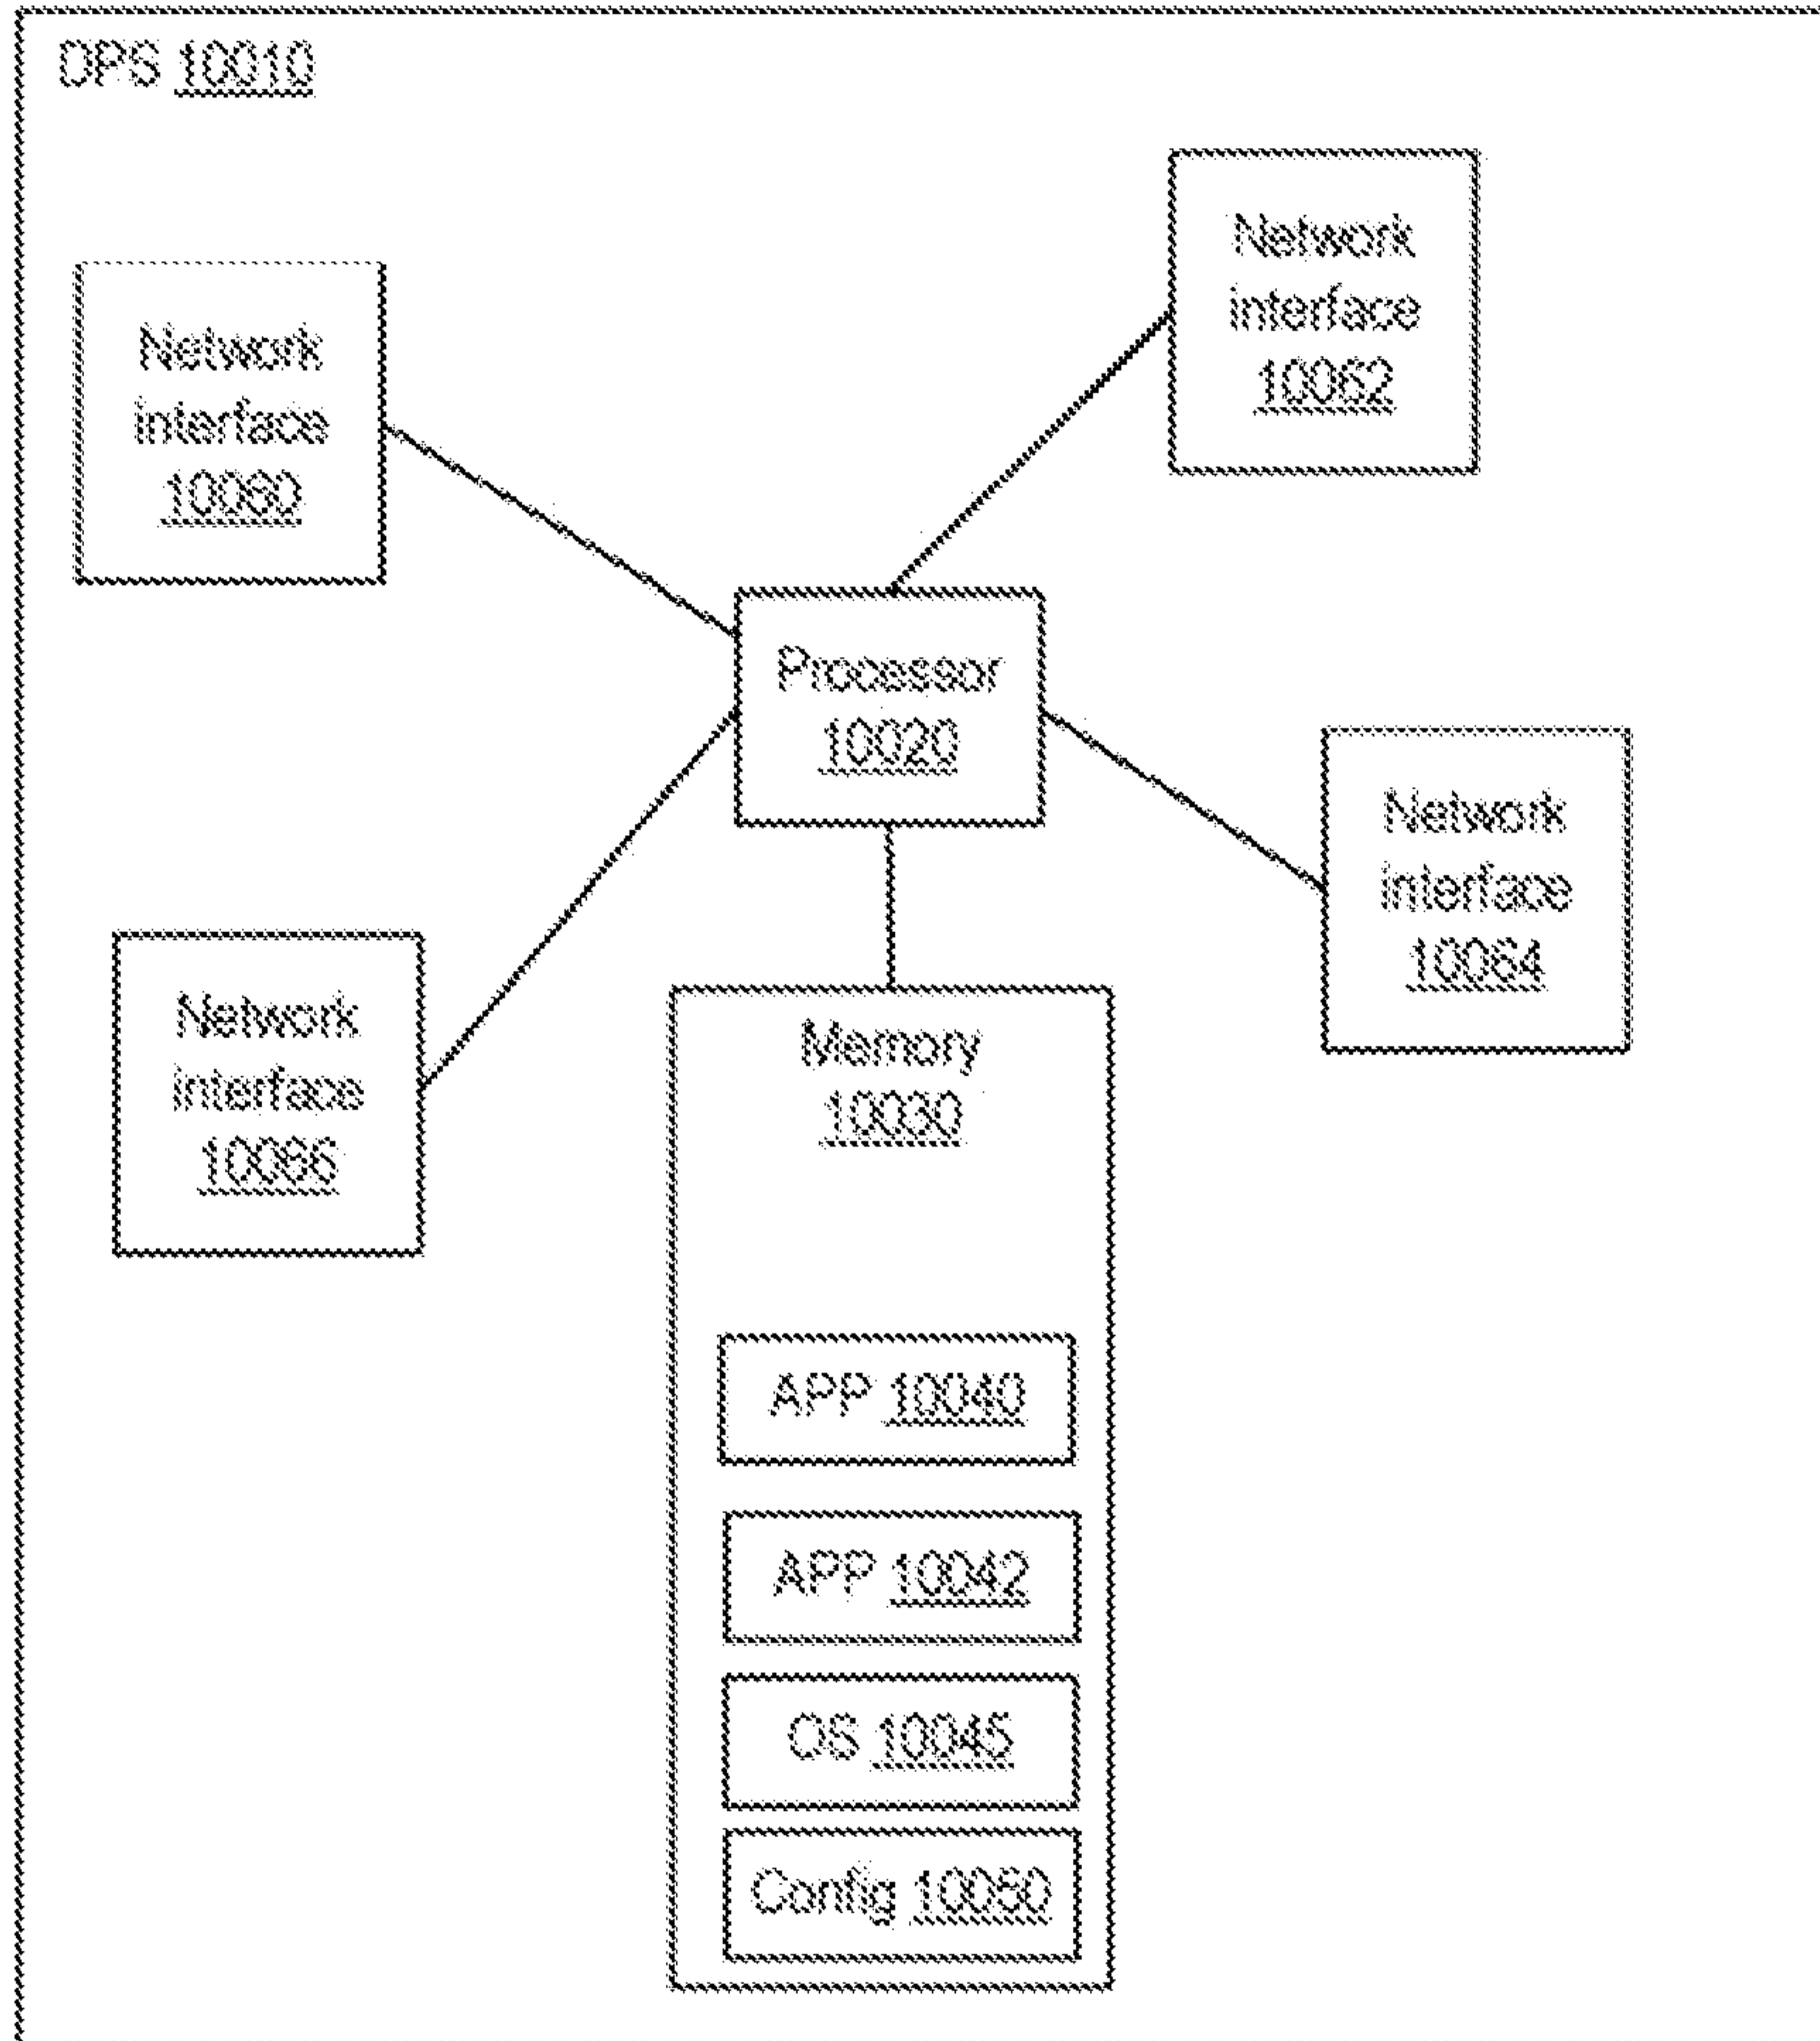 DPS 10010
Network
interface
10062
Network
interface
10060
Processor
10020
Network
interface
10064
Network
interface
10066
Memory
10030
APP 10040
APP 10042
OS 10045
Config 10050